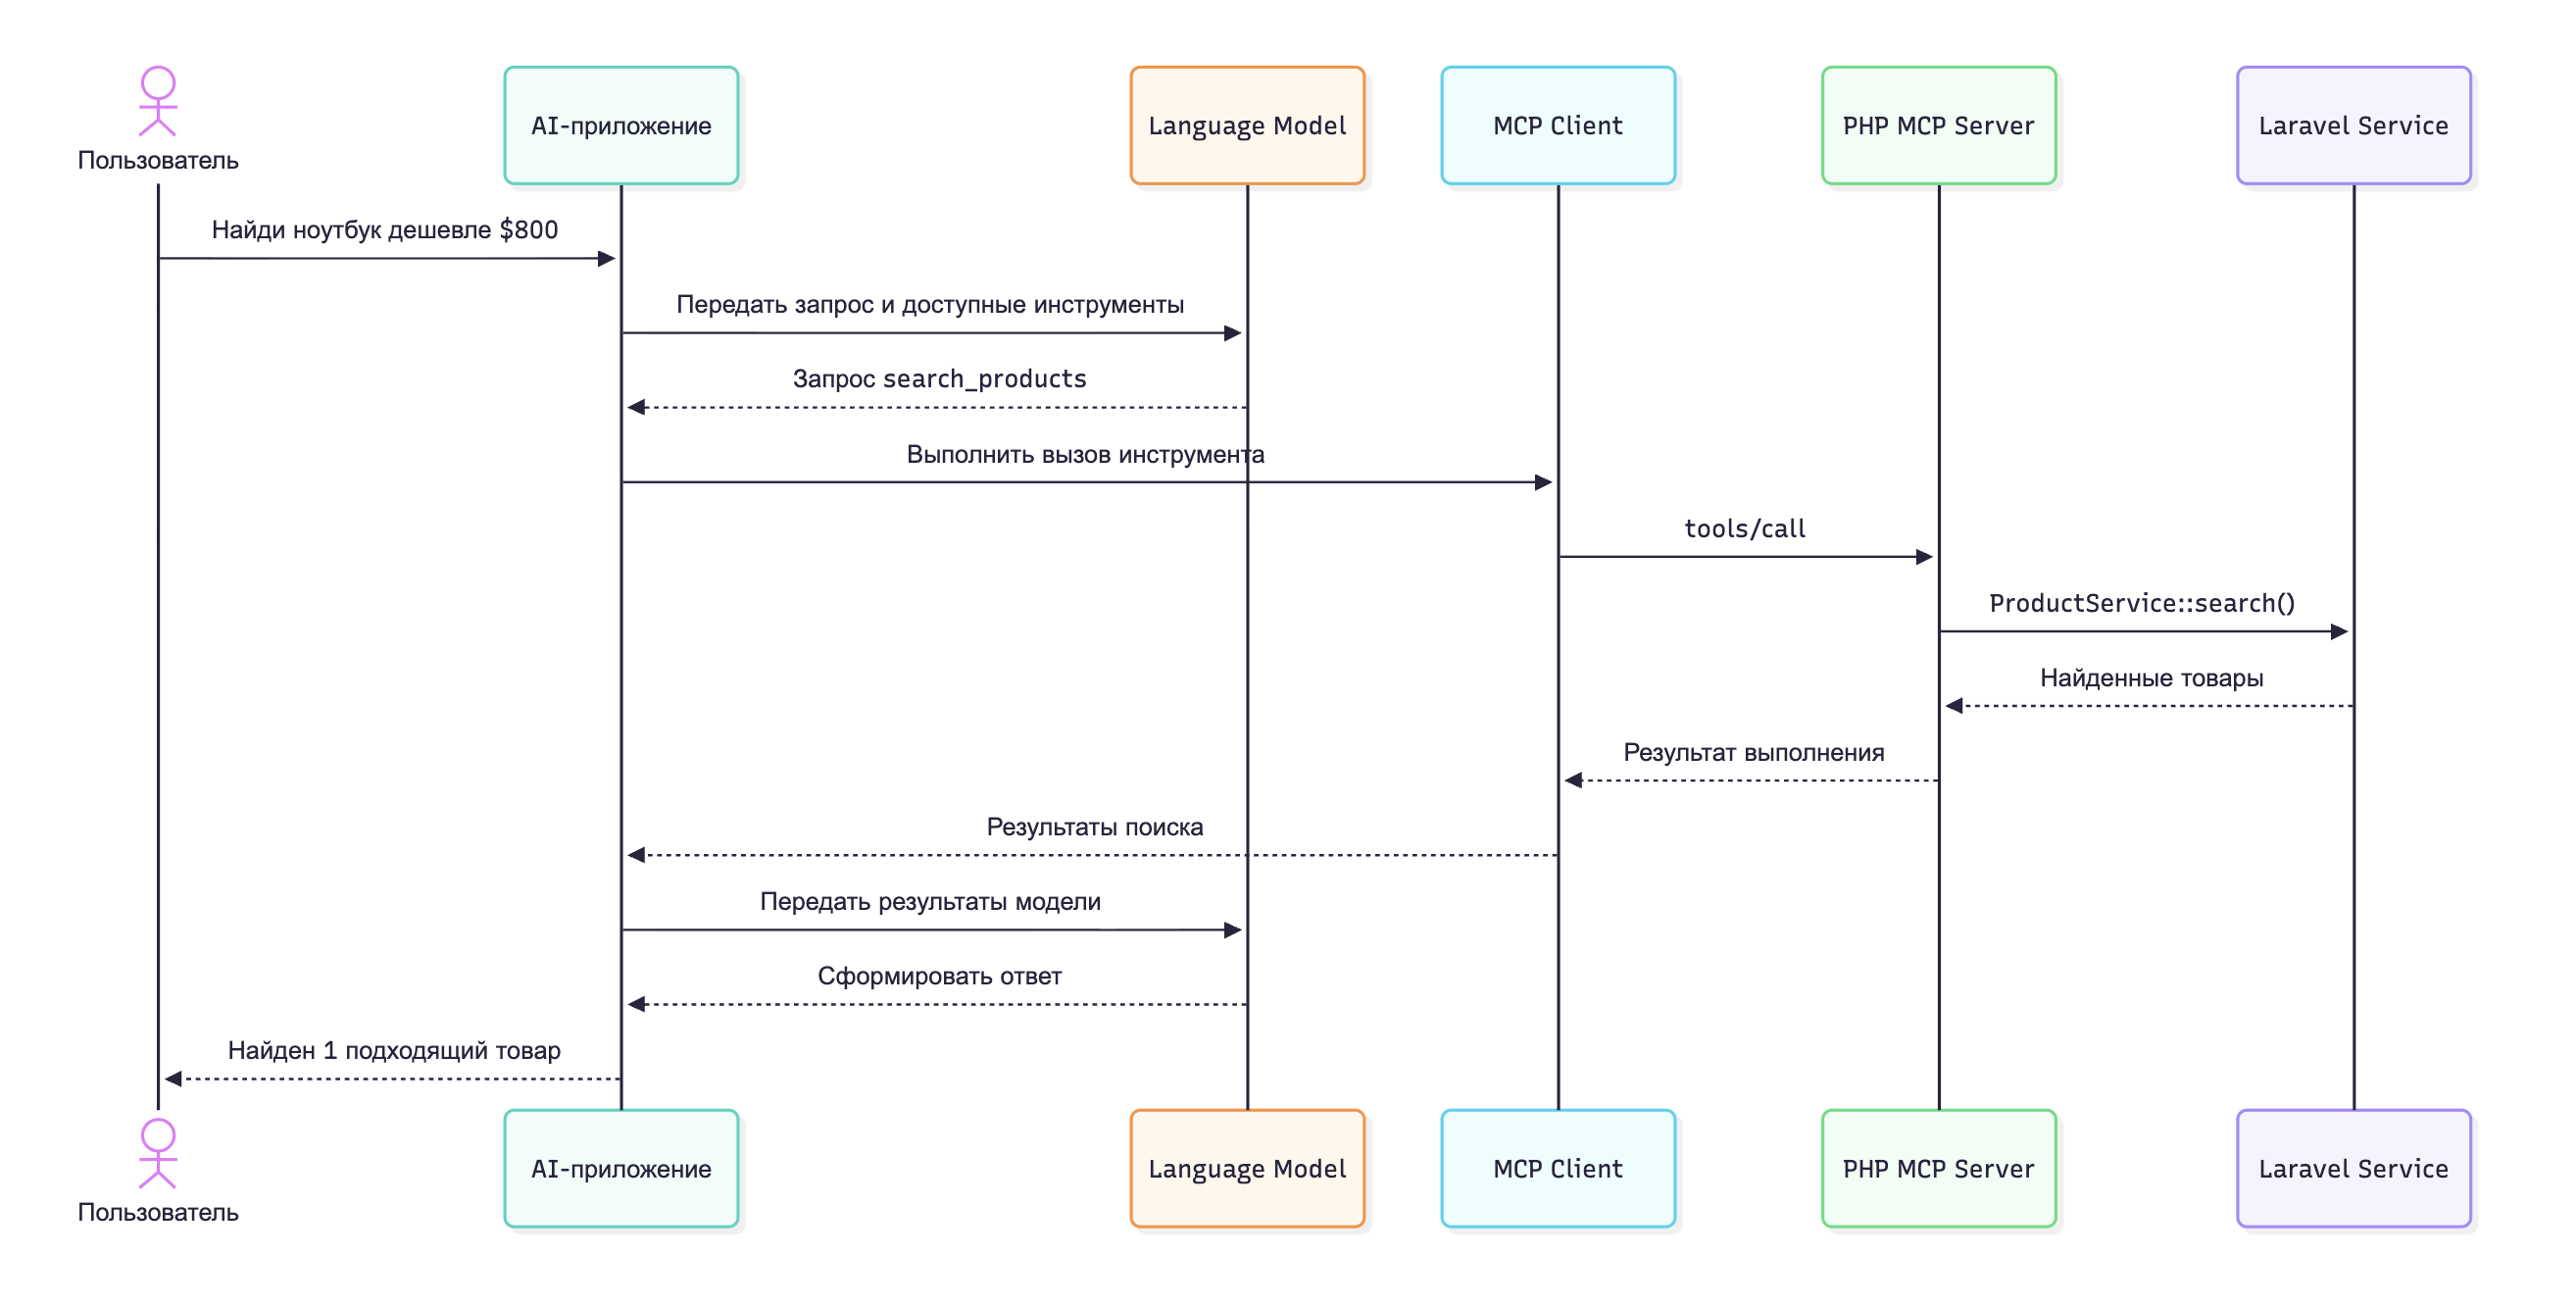 Пользователь
AI-приложение
Language Model
MCP Client
PHP MCP Server
Laravel Service
Найди ноутбук дешевле $800
Передать запрос и доступные инструменты
Запрос search_products
Выполнить вызов инструмента
tools/call
ProductService::search()
Найденные товары
Результат выполнения
Результаты поиска
Передать результаты модели
Сформировать ответ
Найден 1 подходящий товар
Пользователь
AI-приложение
Language Model
MCP Client
PHP MCP Server
Laravel Service